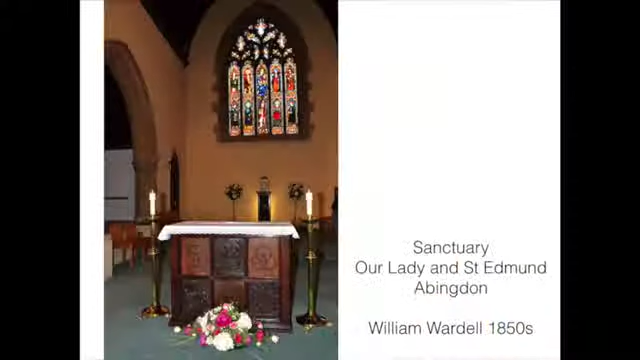 Sanctuary
Our Lady and St Edmund
Abingdon
William Wardell 1850s